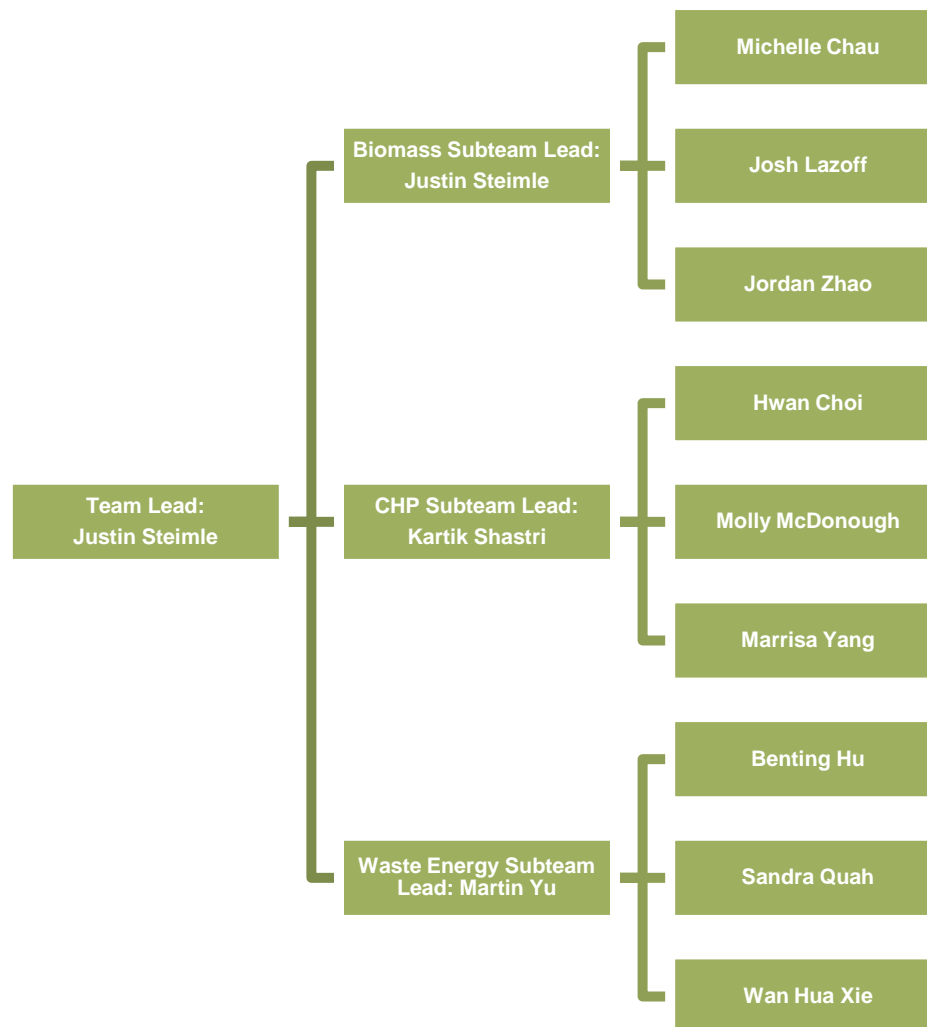 Team Lead:
Justin Steimle
Biomass Subteam Lead:
Justin Steimle
Michelle Chau
Josh Lazoff
Jordan Zhao
CHP Subteam Lead:
Kartik Shastri
Hwan Choi
Molly McDonough
Marrisa Yang
Waste Energy Subteam
Lead: Martin Yu
Benting Hu
Sandra Quah
Wan Hua Xie